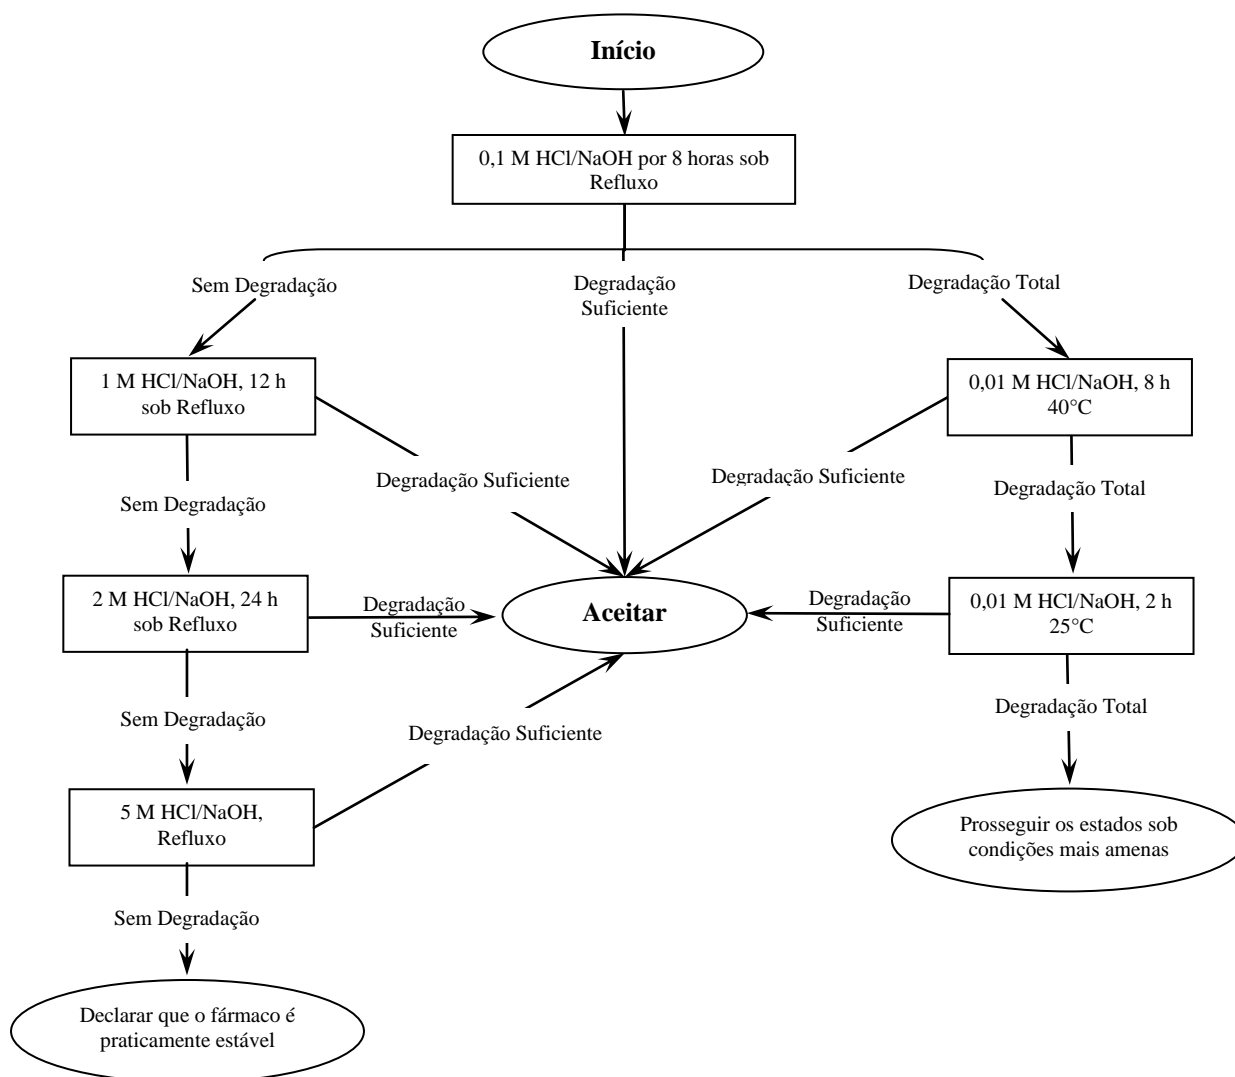 Início
0,1 M HCl/NaOH por 8 horas sob
Refluxo
Sem Degradação
Degradação
Suficiente
Degradação Total
1 M HCl/NaOH, 12 h
sob Refluxo
0,01 M HCl/NaOH, 8 h
40°C
Degradação Suficiente
Degradação Suficiente
Sem Degradação
Degradação Total
2 M HCl/NaOH, 24 h
sob Refluxo
Degradação
Suficiente
Aceitar
Degradação
Suficiente
0,01 M HCl/NaOH, 2 h
25°C
Sem Degradação
Degradação Suficiente
Degradação Total
5 M HCl/NaOH,
Refluxo
Prosseguir os estados sob
condições mais amenas
Sem Degradação
Declarar que o fármaco é
praticamente estável